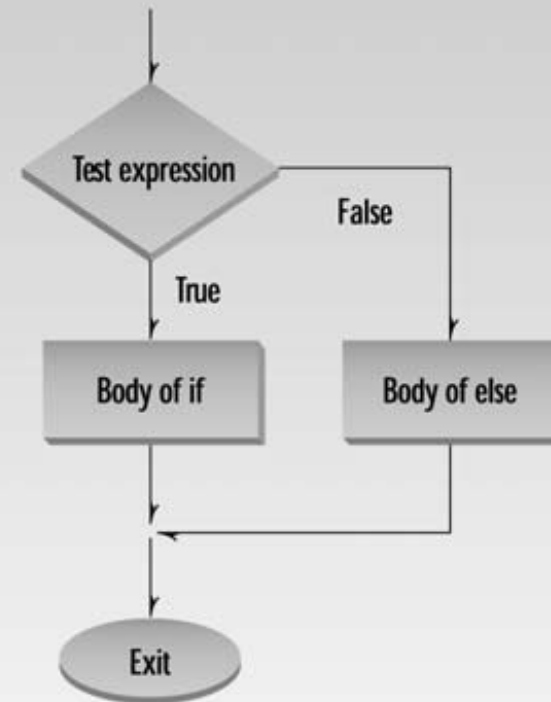 Test expression
False
True
Body of if
Body of else
Exit